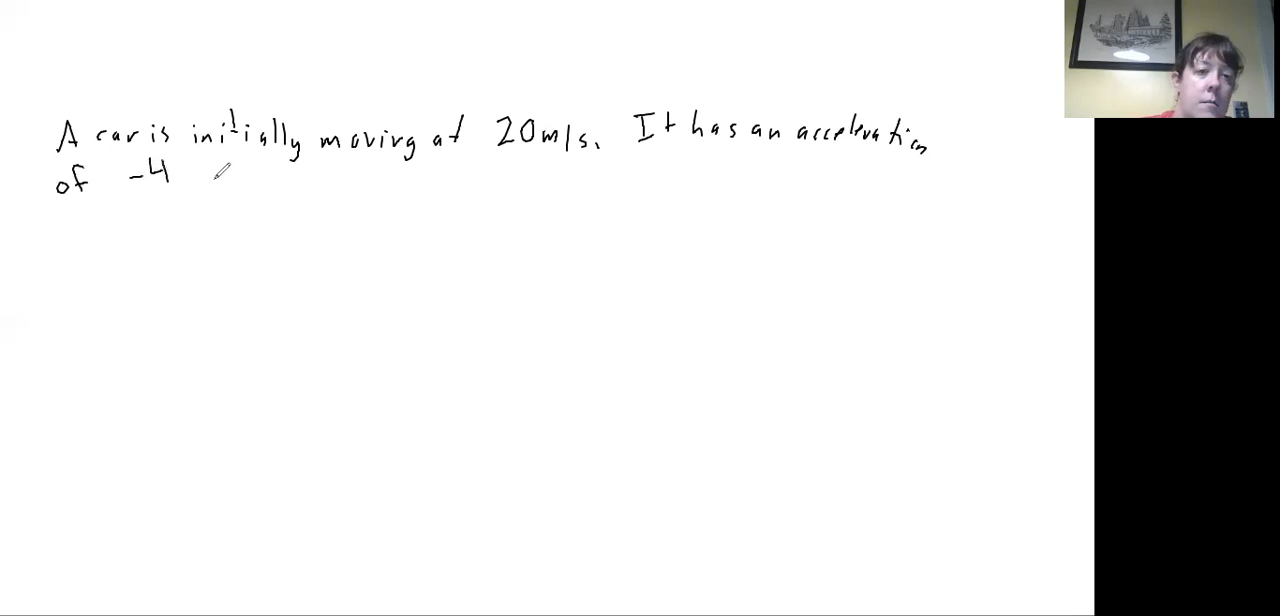 A car is initially moving at 20m/s. It has an acceleration
of -4